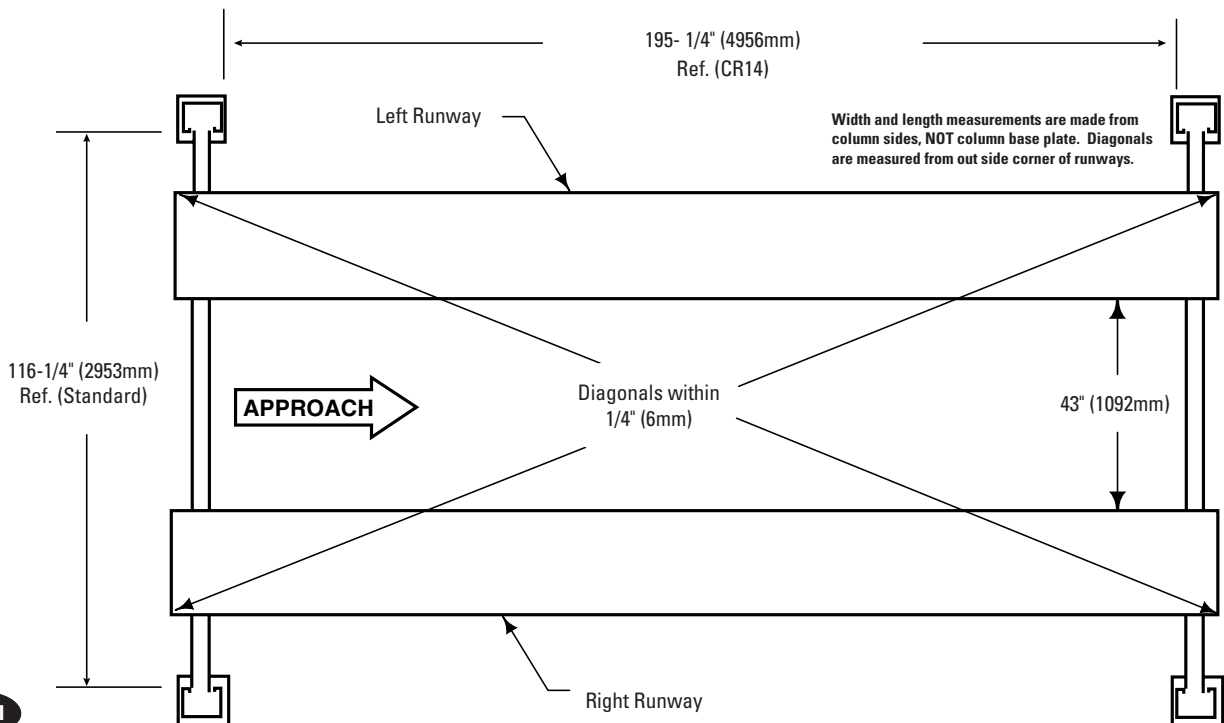 195- 1/4" (4956mm)
Ref. (CR14)
Left Runway
Width and length measurements are made from
column sides, NOT column base plate. Diagonals
are measured from out side corner of runways.
116-1/4" (2953mm)
Ref. (Standard)
APPROACH
Diagonals within
1/4" (6mm)
43" (1092mm)
Right Runway